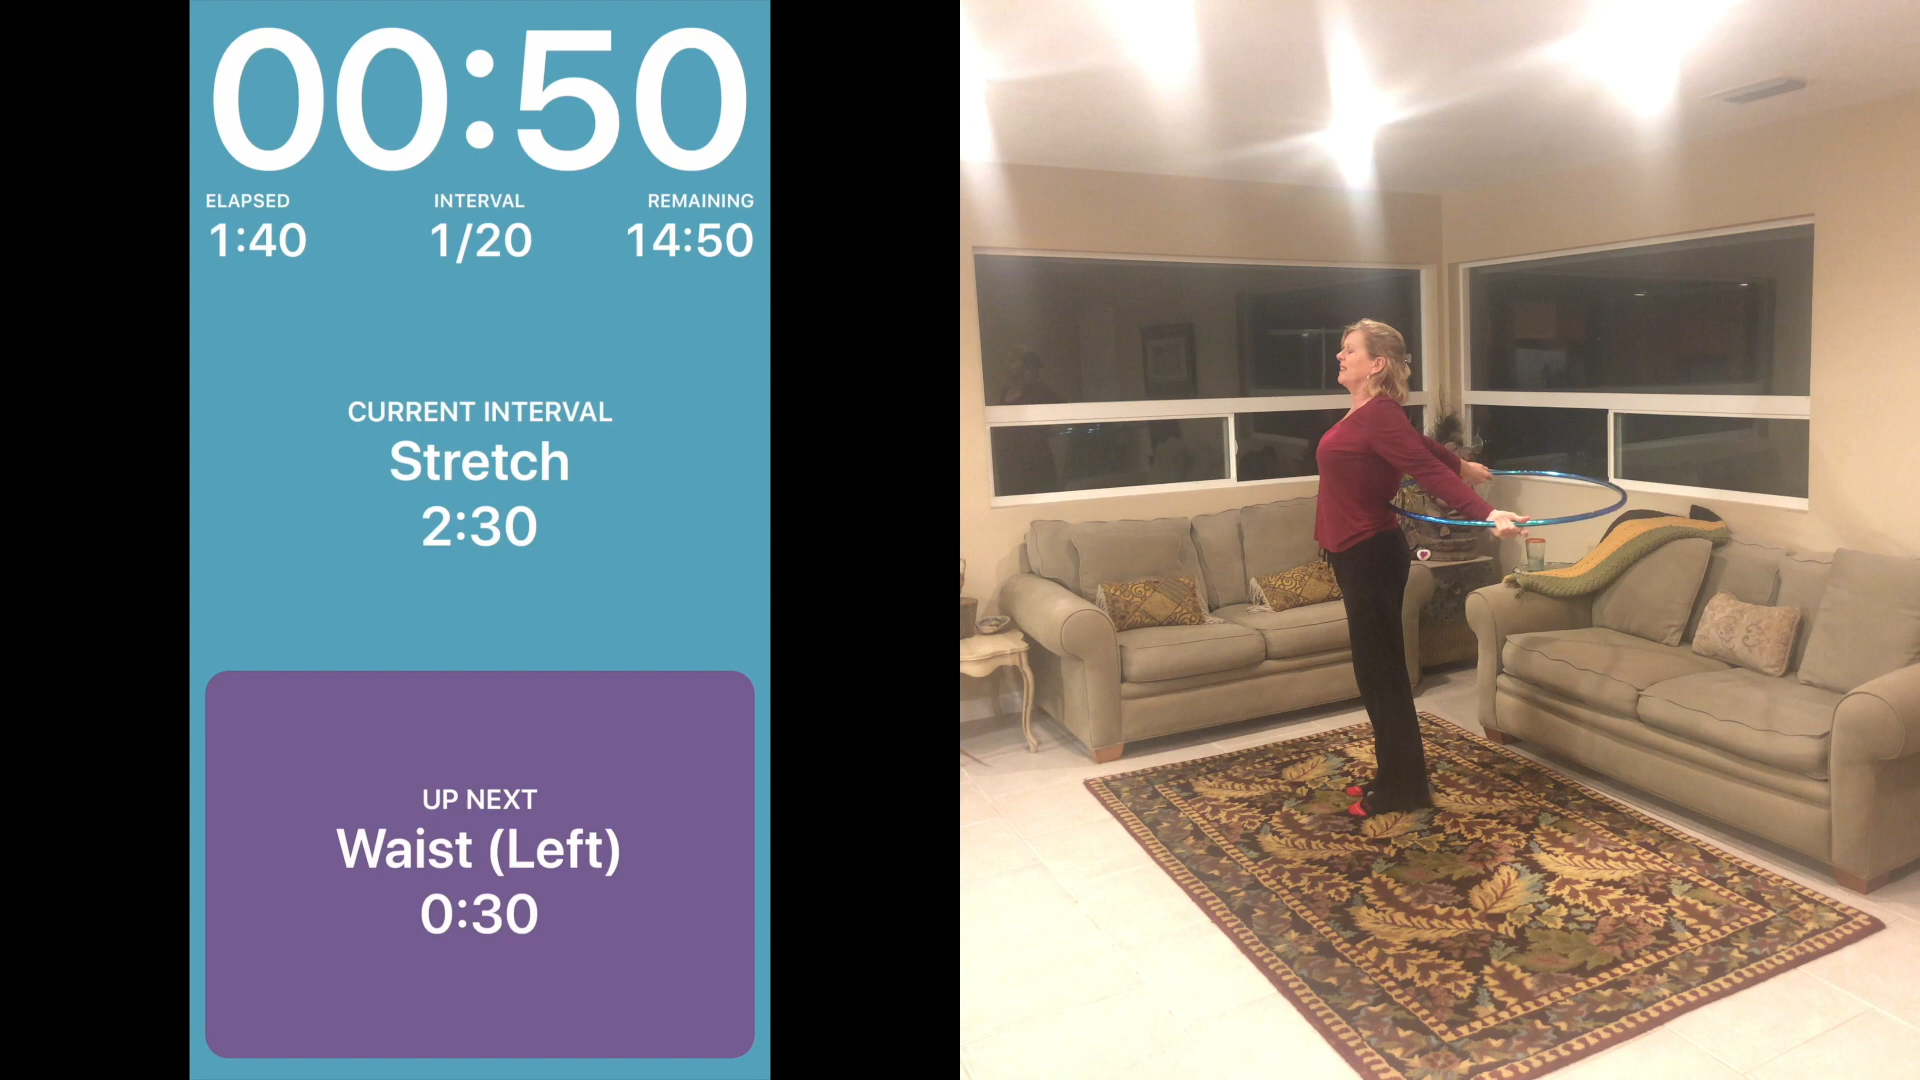 00:50
ELAPSED INTERVAL REMAINING
1:40 1/20 14:50
CURRENT INTERVAL
Stretch
2:30
UP NEXT
Waist (Left)
0:30